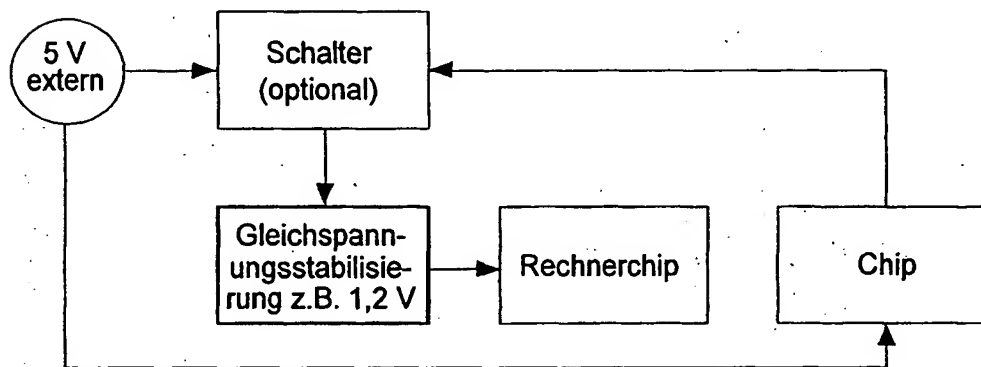 5 V
extern
Schalter
(optional)
Gleichspann-
ungsstabilisie-
rung z.B. 1,2 V
Rechnerchip
Chip